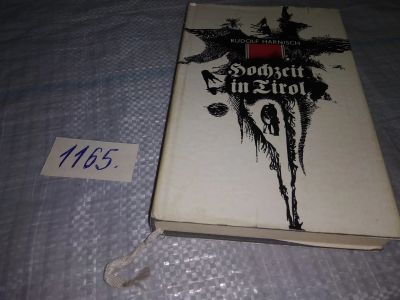 RUDOLF HARNISCH
Hochzeit
in Tirol
1165.